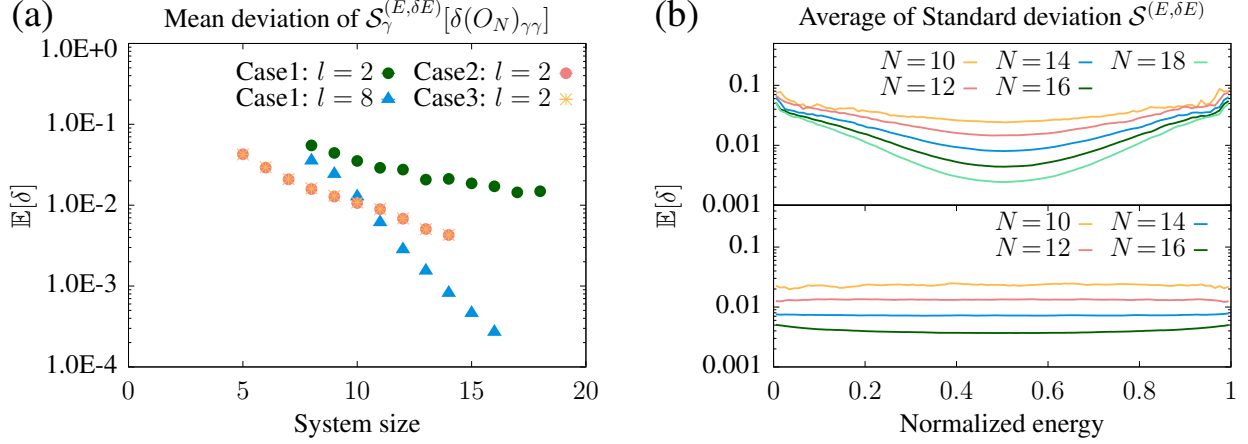 (a) Mean deviation of $\mathcal{S}_{\gamma}^{(E,\delta E)}[\delta(O_N)_{\gamma\gamma}]$
1.0E+0
1.0E-1
1.0E-2
1.0E-3
1.0E-4
𝔼[δ]
Case1: l = 2
Case2: l = 2
Case1: l = 8
Case3: l = 2
0 5 10 15 20
System size
(b) Average of Standard deviation $\mathcal{S}^{(E,\delta E)}$
0.1
0.01
0.001
𝔼[δ]
N = 10 N = 14 N = 18
N = 12 N = 16
0.1
0.01
0.001
N = 10 N = 14
N = 12 N = 16
0 0.2 0.4 0.6 0.8 1
Normalized energy